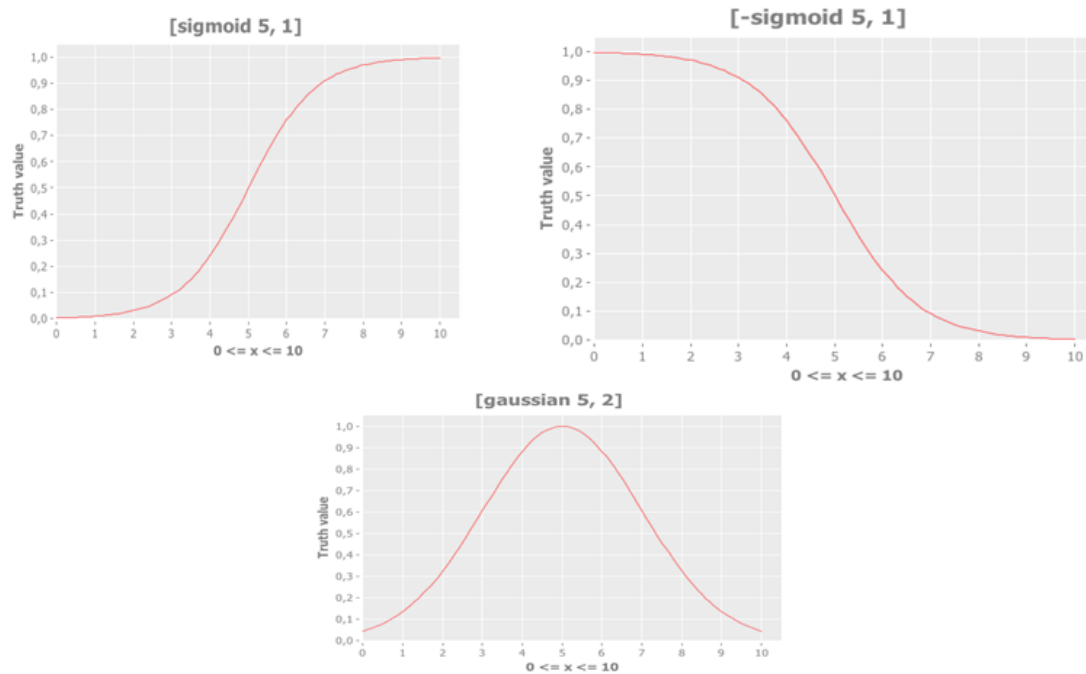 [sigmoid 5, 1]
1,0
0,9
0,8
0,7
0,6
0,5
0,4
0,3
0,2
0,1
0,0
Truth value
0 1 2 3 4 5 6 7 8 9 10
0 <= x <= 10
[-sigmoid 5, 1]
1,0
0,9
0,8
0,7
0,6
0,5
0,4
0,3
0,2
0,1
0,0
Truth value
0 1 2 3 4 5 6 7 8 9 10
0 <= x <= 10
[gaussian 5, 2]
1,0
0,9
0,8
0,7
0,6
0,5
0,4
0,3
0,2
0,1
0,0
Truth value
0 1 2 3 4 5 6 7 8 9 10
0 <= x <= 10